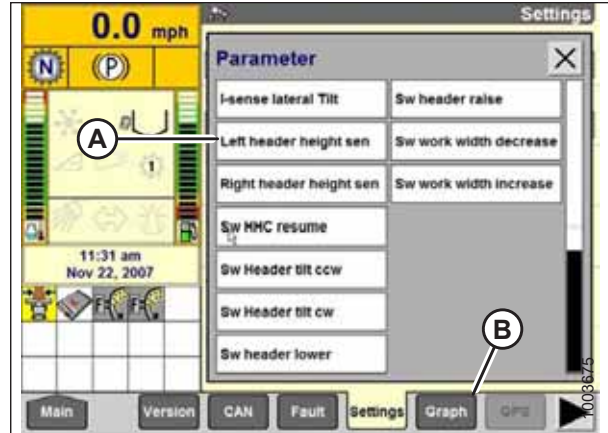 0.0 mph
Settings
N
(P)
Parameter
I-sense lateral Tilt
Sw header raise
A
Left header height sen
Sw work width decrease
1
Right header height sen
Sw work width increase
Sw HHC resume
11:31 am
Nov 22, 2007
Sw Header tilt ccw
Sw Header tilt cw
B
Sw header lower
Main
Version
CAN
Fault
Settings
Graph
GPS
1003675